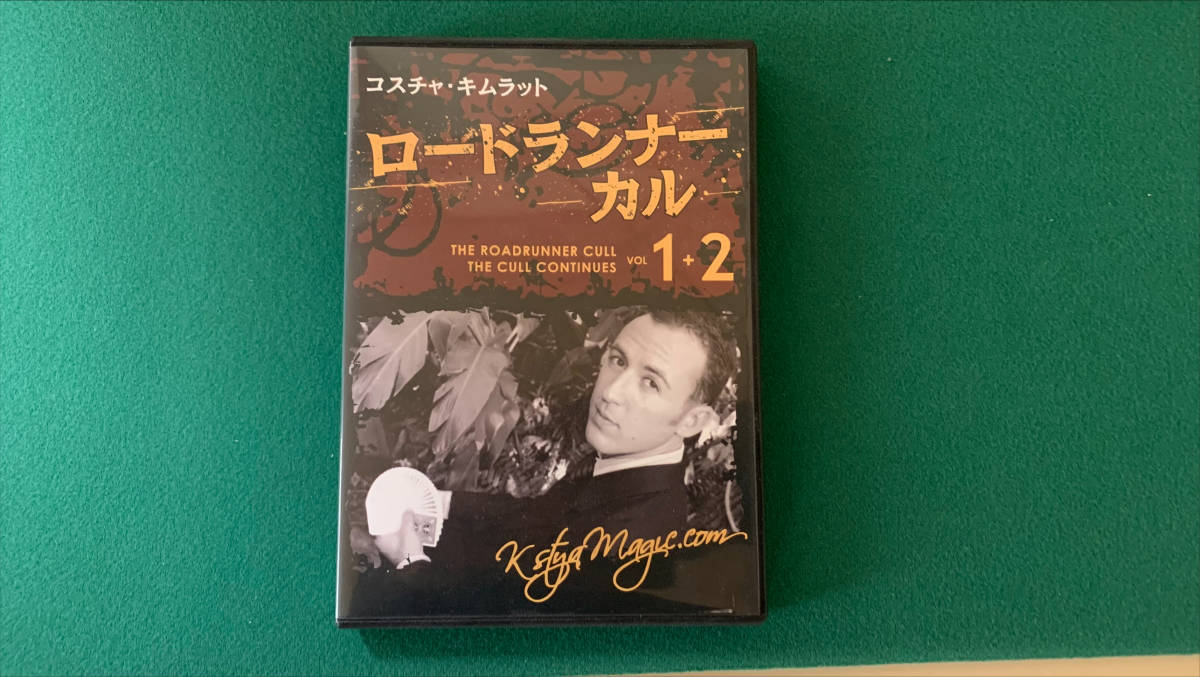 コスチャ・キムラット
ロードランナー
カル
THE ROADRUNNER CULL
THE CULL CONTINUES VOL 1+2
KstyaMagic.com